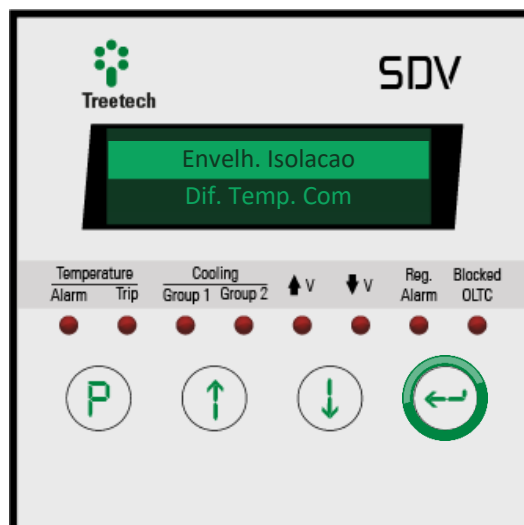 Treetech
SDV
Envelh. Isolacao
Dif. Temp. Com
Temperature Cooling V V Reg. Blocked
Alarm Trip Group 1 Group 2 Alarm OLTC
P